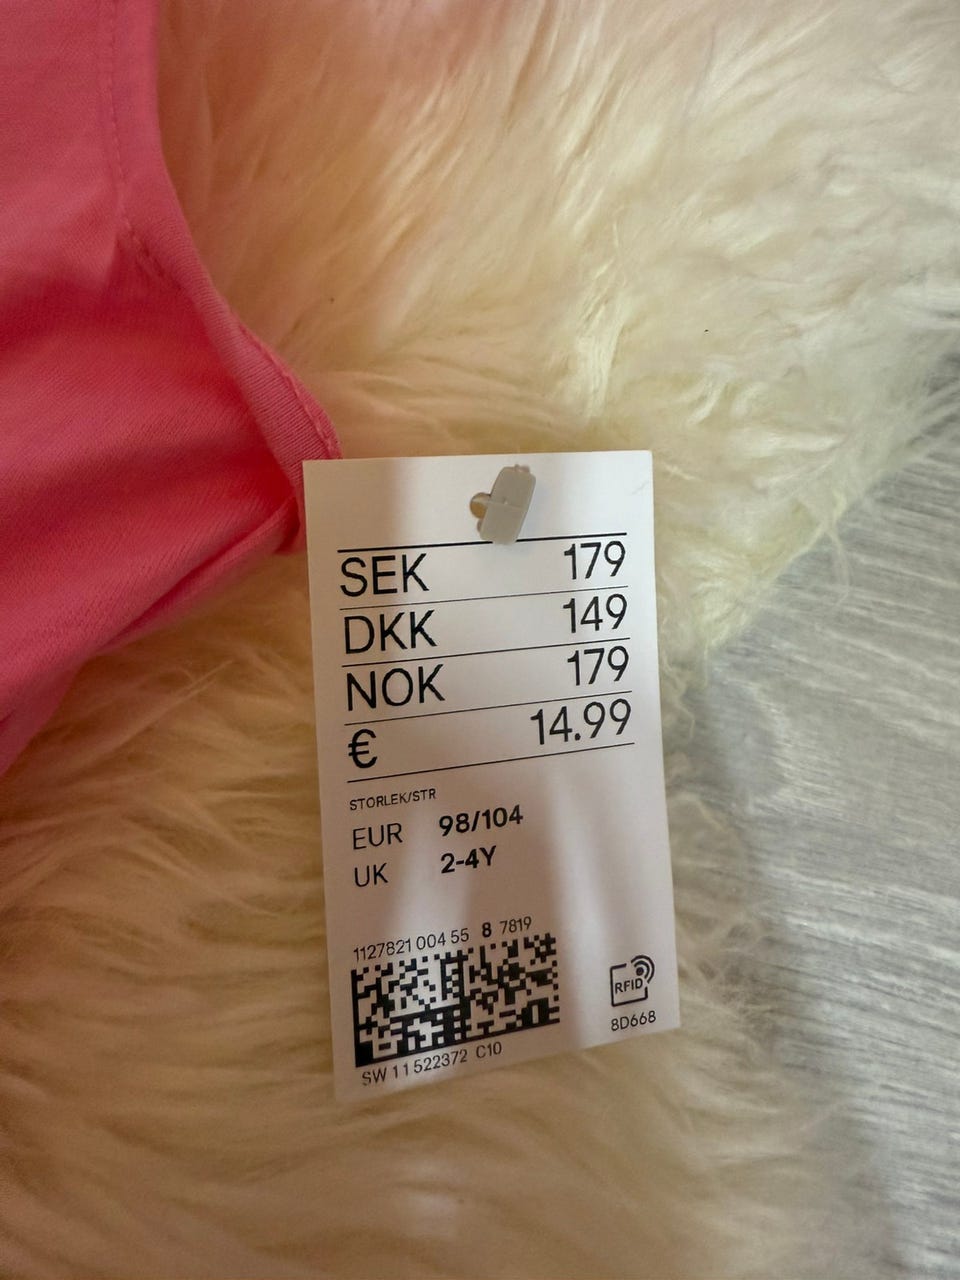 SEK 179
DKK 149
NOK 179
€ 14.99
STORLEK/STR
EUR 98/104
UK 2-4Y
1127821 004 55 8 7819
RFID
8D668
SW 11 522372 C10